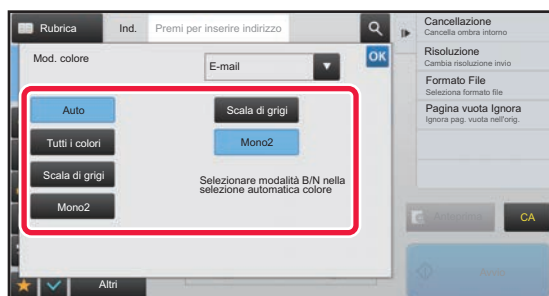 Rubrica
Ind.
Premi per inserire indirizzo
Mod. colore
E-mail
OK
Auto
Tutti i colori
Scala di grigi
Mono2
Scala di grigi
Mono2
Selezionare modalità B/N nella
selezione automatica colore
Altri
Cancellazione
Cancella ombra intorno
Risoluzione
Cambia risoluzione invio
Formato File
Seleziona formato file
Pagina vuota Ignora
Ignora pag. vuota nell'orig.
CA